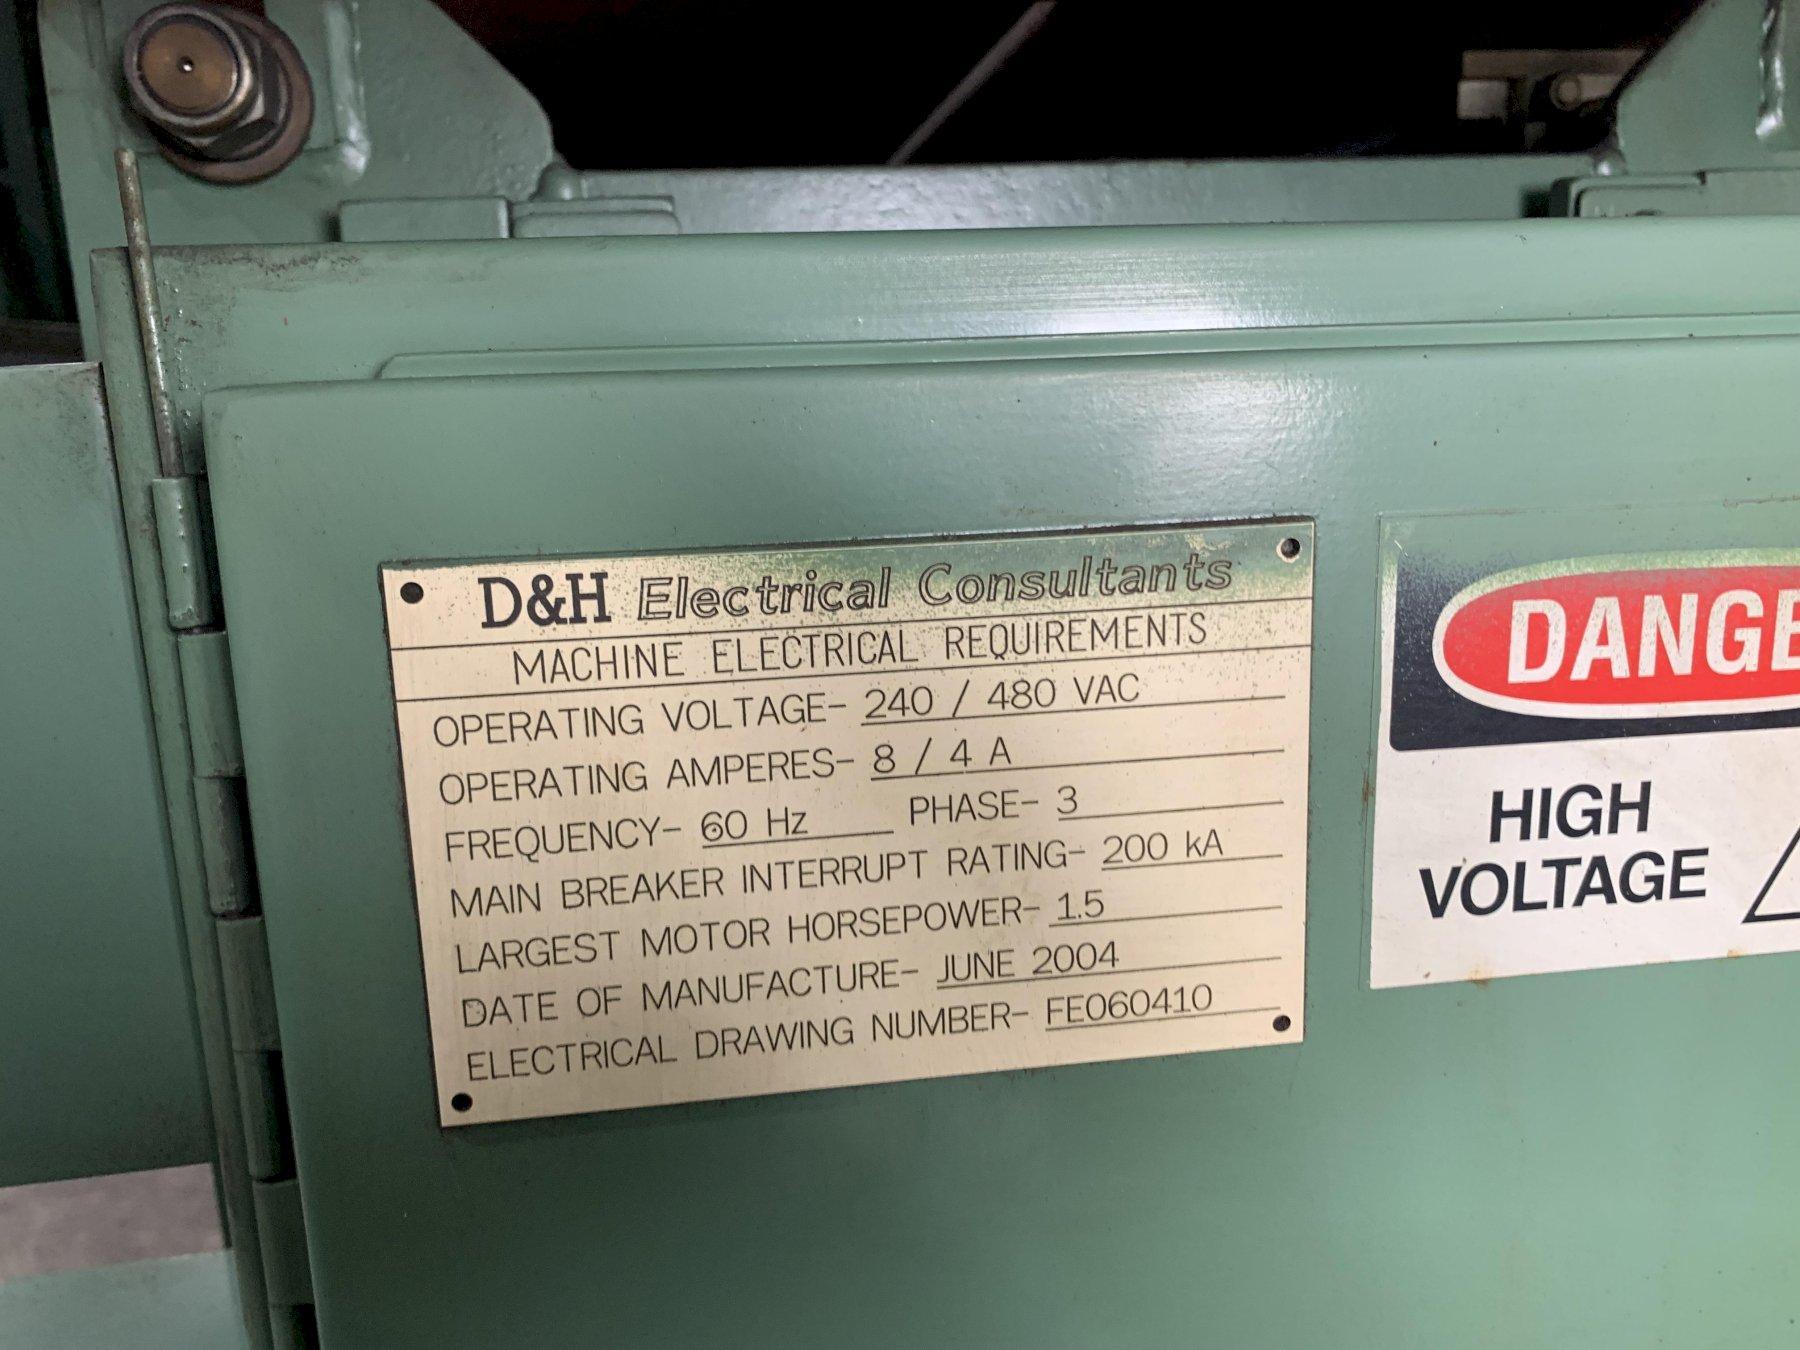 D&H Electrical Consultants
MACHINE ELECTRICAL REQUIREMENTS
OPERATING VOLTAGE- 240 / 480 VAC
OPERATING AMPERES- 8 / 4 A
FREQUENCY- 60 Hz PHASE- 3
MAIN BREAKER INTERRUPT RATING- 200 kA
LARGEST MOTOR HORSEPOWER- 1.5
DATE OF MANUFACTURE- JUNE 2004
ELECTRICAL DRAWING NUMBER- FE060410
DANGE
HIGH
VOLTAGE